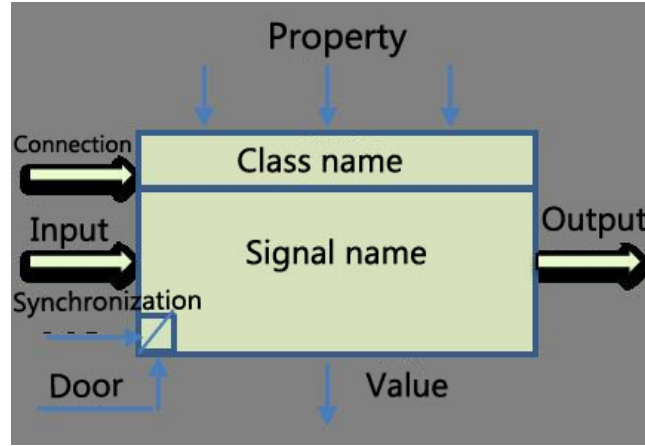 Property
Connection
Class name
Input
Signal name
Output
Synchronization
Door
Value